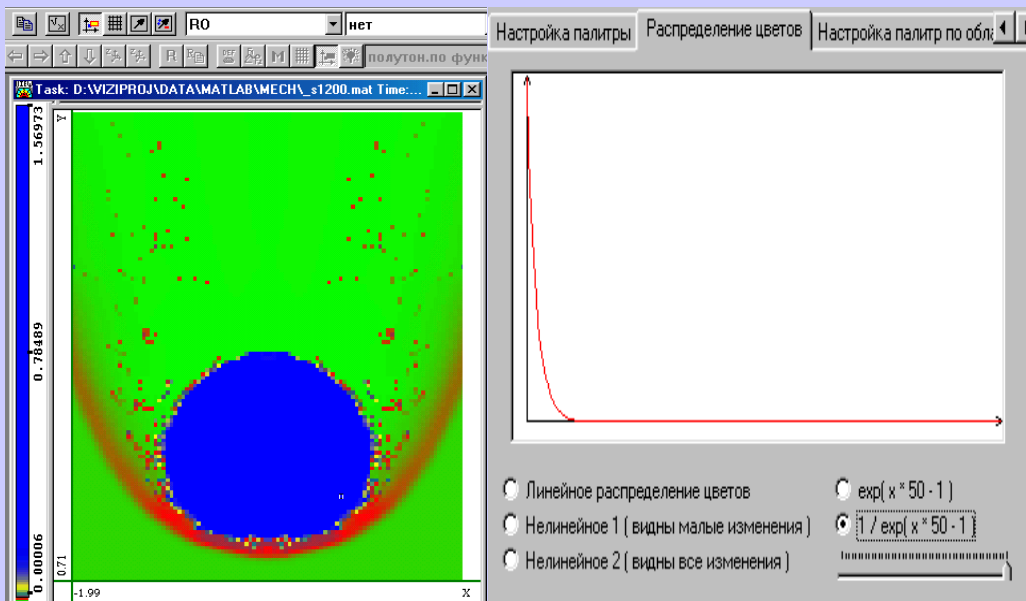 RO
нет
R
M
полутон.по функ
Task: D:\VIZIPROJ\DATA\MATLAB\MECH\_s1200.mat Time:...
1.56973
0.78489
0.00006
Y
0.71
-1.99
X
Настройка палитры
Распределение цветов
Настройка палитр по обла
Линейное распределение цветов
Нелинейное 1 ( видны малые изменения )
Нелинейное 2 ( видны все изменения )
exp( x * 50 - 1 )
1 / exp( x * 50 - 1 )